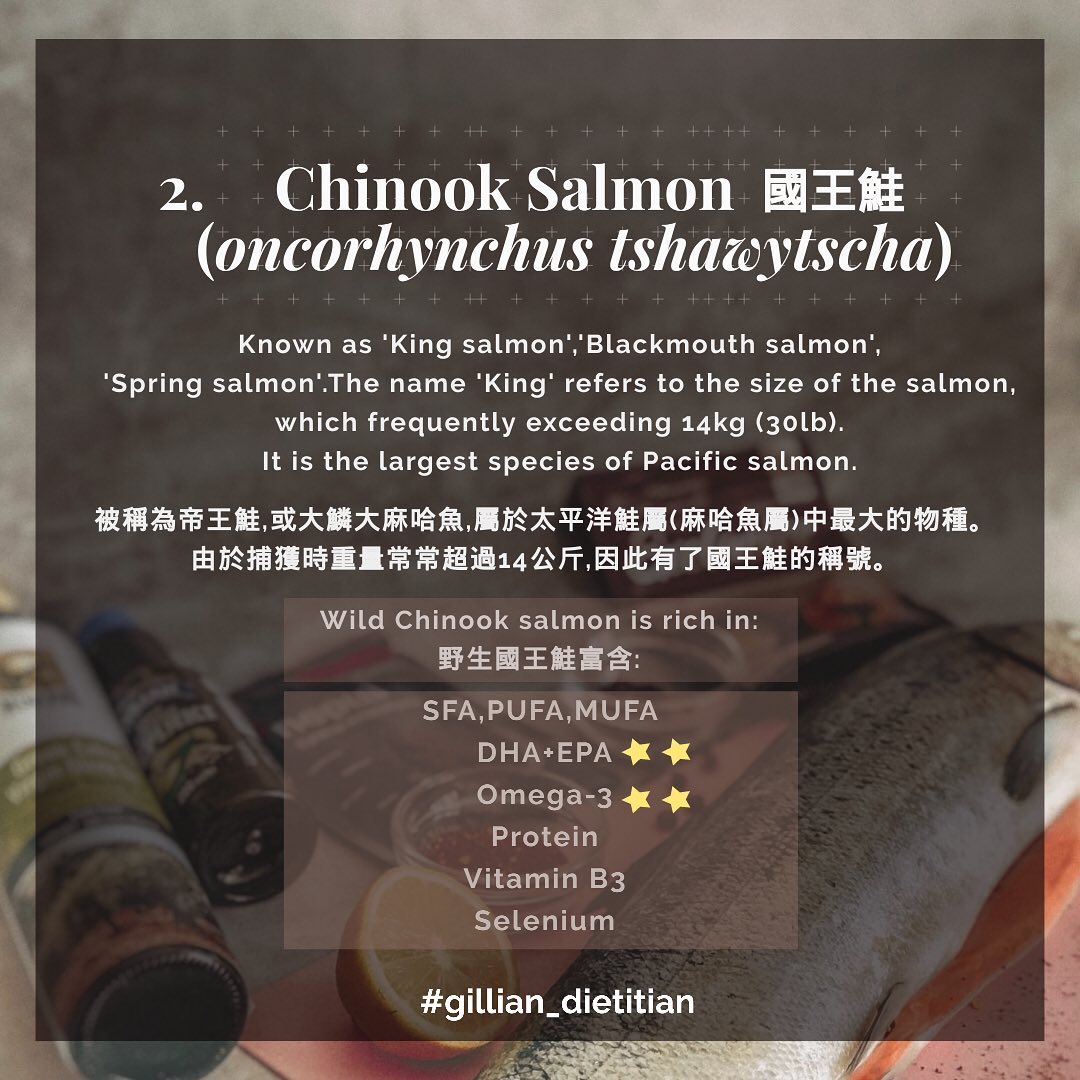 2. Chinook Salmon 國王鮭
(oncorhynchus tshawytscha)
Known as 'King salmon','Blackmouth salmon',
'Spring salmon'.The name 'King' refers to the size of the salmon,
which frequently exceeding 14kg (30lb).
It is the largest species of Pacific salmon.
被稱為帝王鮭,或大鱗大麻哈魚,屬於太平洋鮭屬(麻哈魚屬)中最大的物種。
由於捕獲時重量常常超過14公斤,因此有了國王鮭的稱號。
Wild Chinook salmon is rich in:
野生國王鮭富含:
SFA,PUFA,MUFA
DHA+EPA
Omega-3
Protein
Vitamin B3
Selenium
#gillian_dietitian